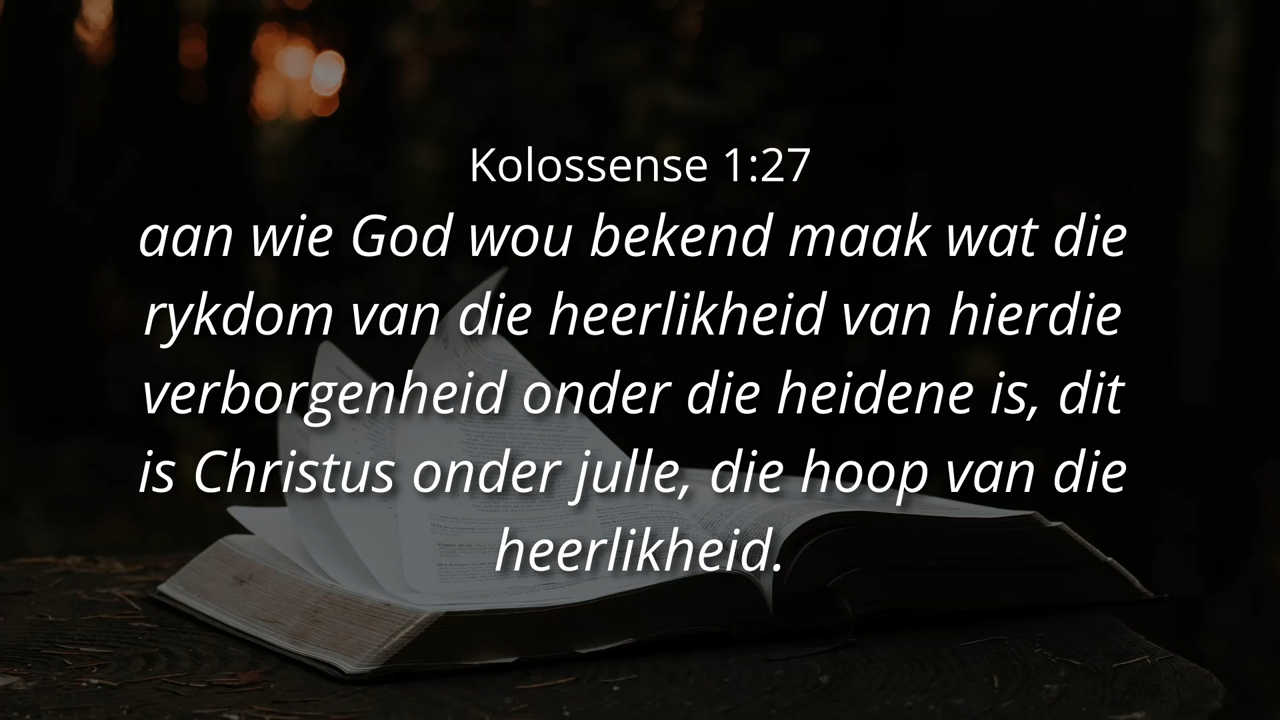 Kolossense 1:27
aan wie God wou bekend maak wat die
rykdom van die heerlikheid van hierdie
verborgenheid onder die heidene is, dit
is Christus onder julle, die hoop van die
heerlikheid.